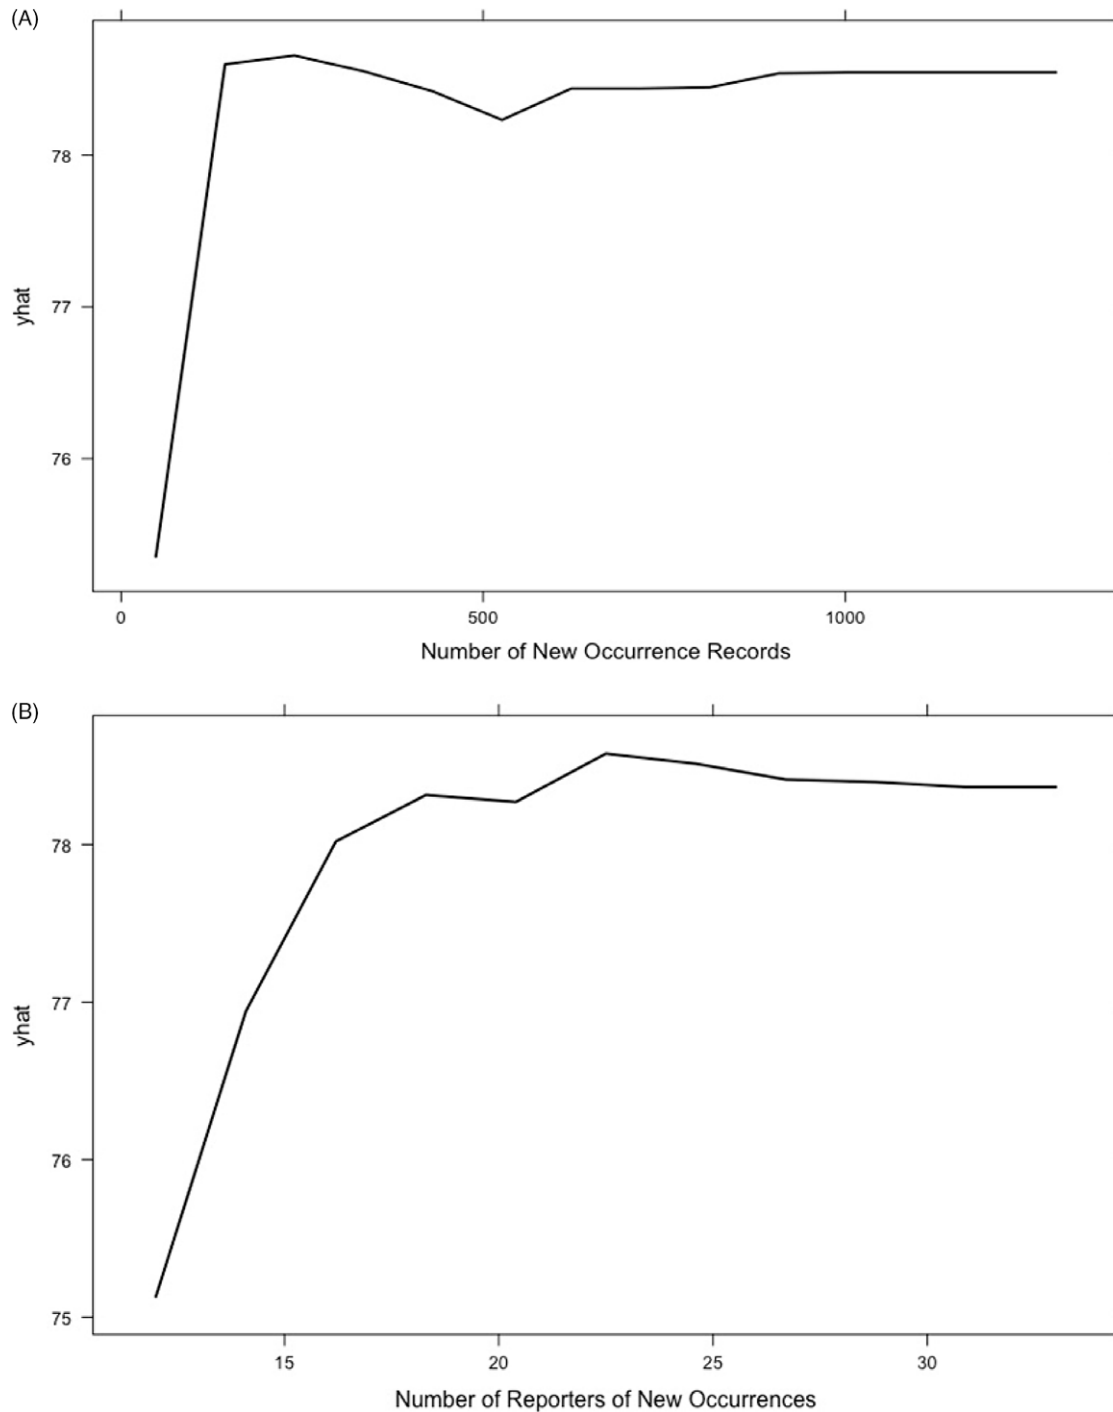 (A)
78
77
76
yhat
0 500 1000
Number of New Occurrence Records
(B)
78
77
76
75
yhat
15 20 25 30
Number of Reporters of New Occurrences